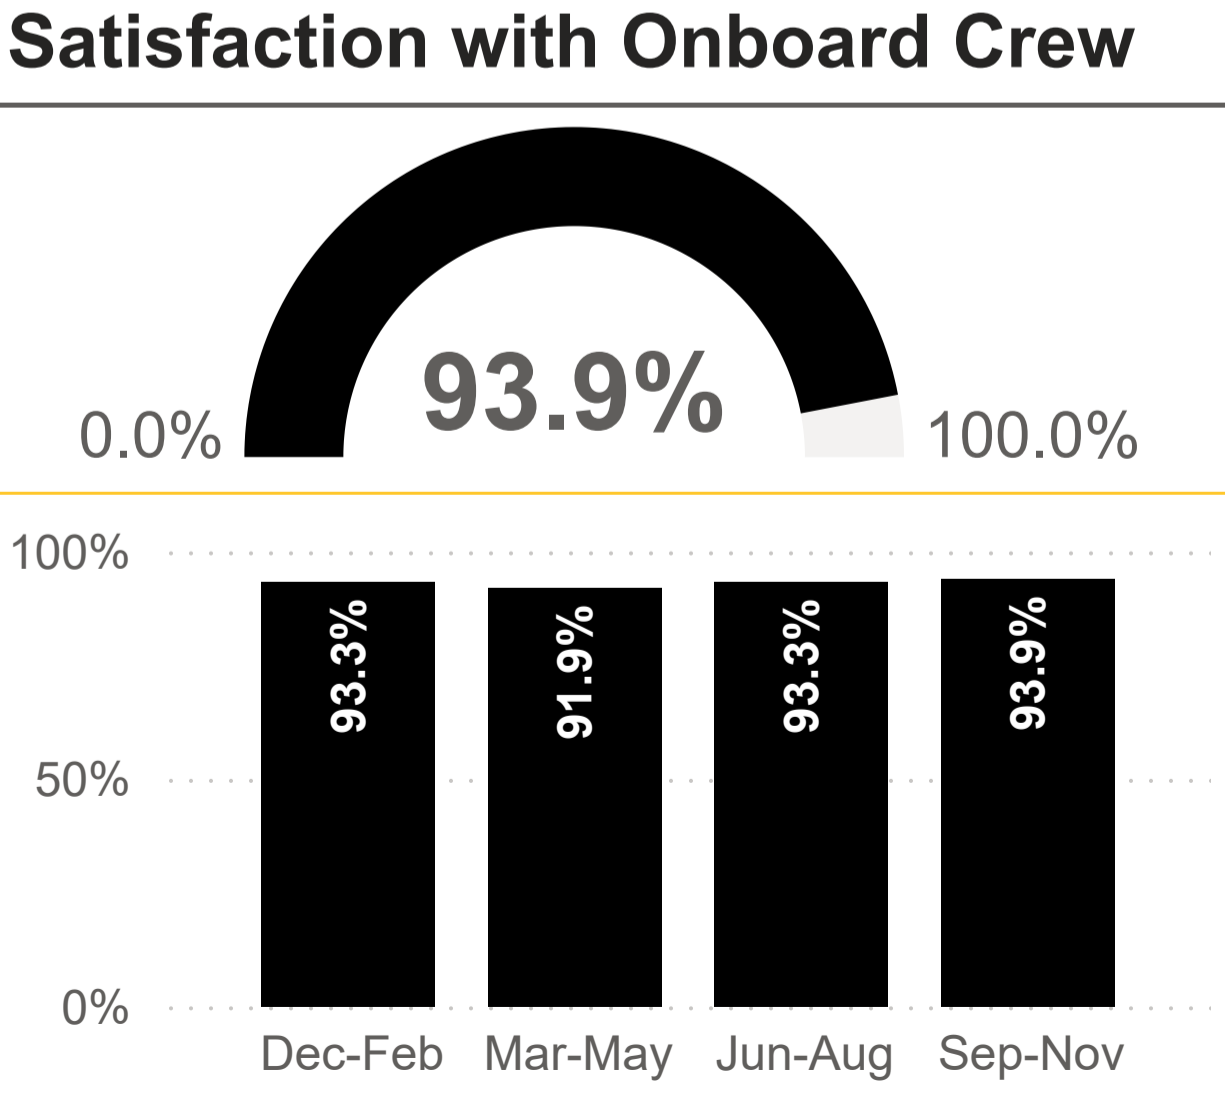 Satisfaction with Onboard Crew
93.9%
0.0%
100.0%
100%
93.3%
91.9%
93.3%
93.9%
50%
0%
Dec-Feb
Mar-May
Jun-Aug
Sep-Nov